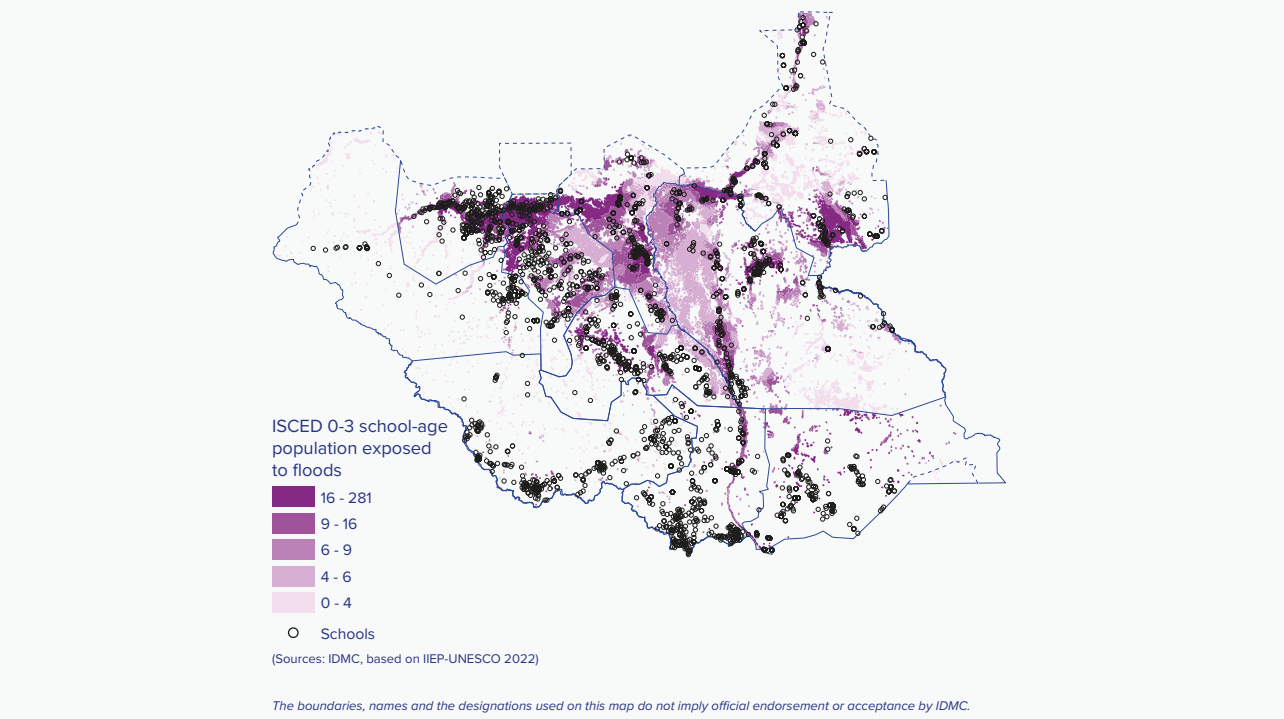 ISCED 0-3 school-age
population exposed
to floods
16 - 281
9 - 16
6 - 9
4 - 6
0 - 4
Schools
(Sources: IDMC, based on IIEP-UNESCO 2022)
The boundaries, names and the designations used on this map do not imply official endorsement or acceptance by IDMC.